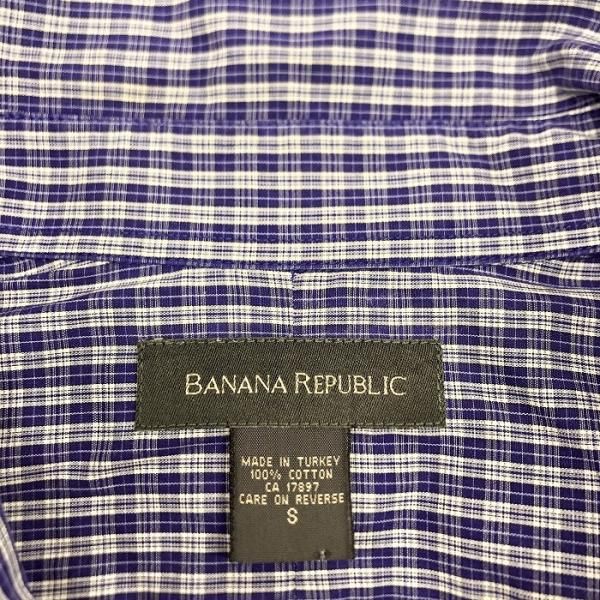 BANANA REPUBLIC
MADE IN TURKEY
100% COTTON
CA 17897
CARE ON REVERSE
S